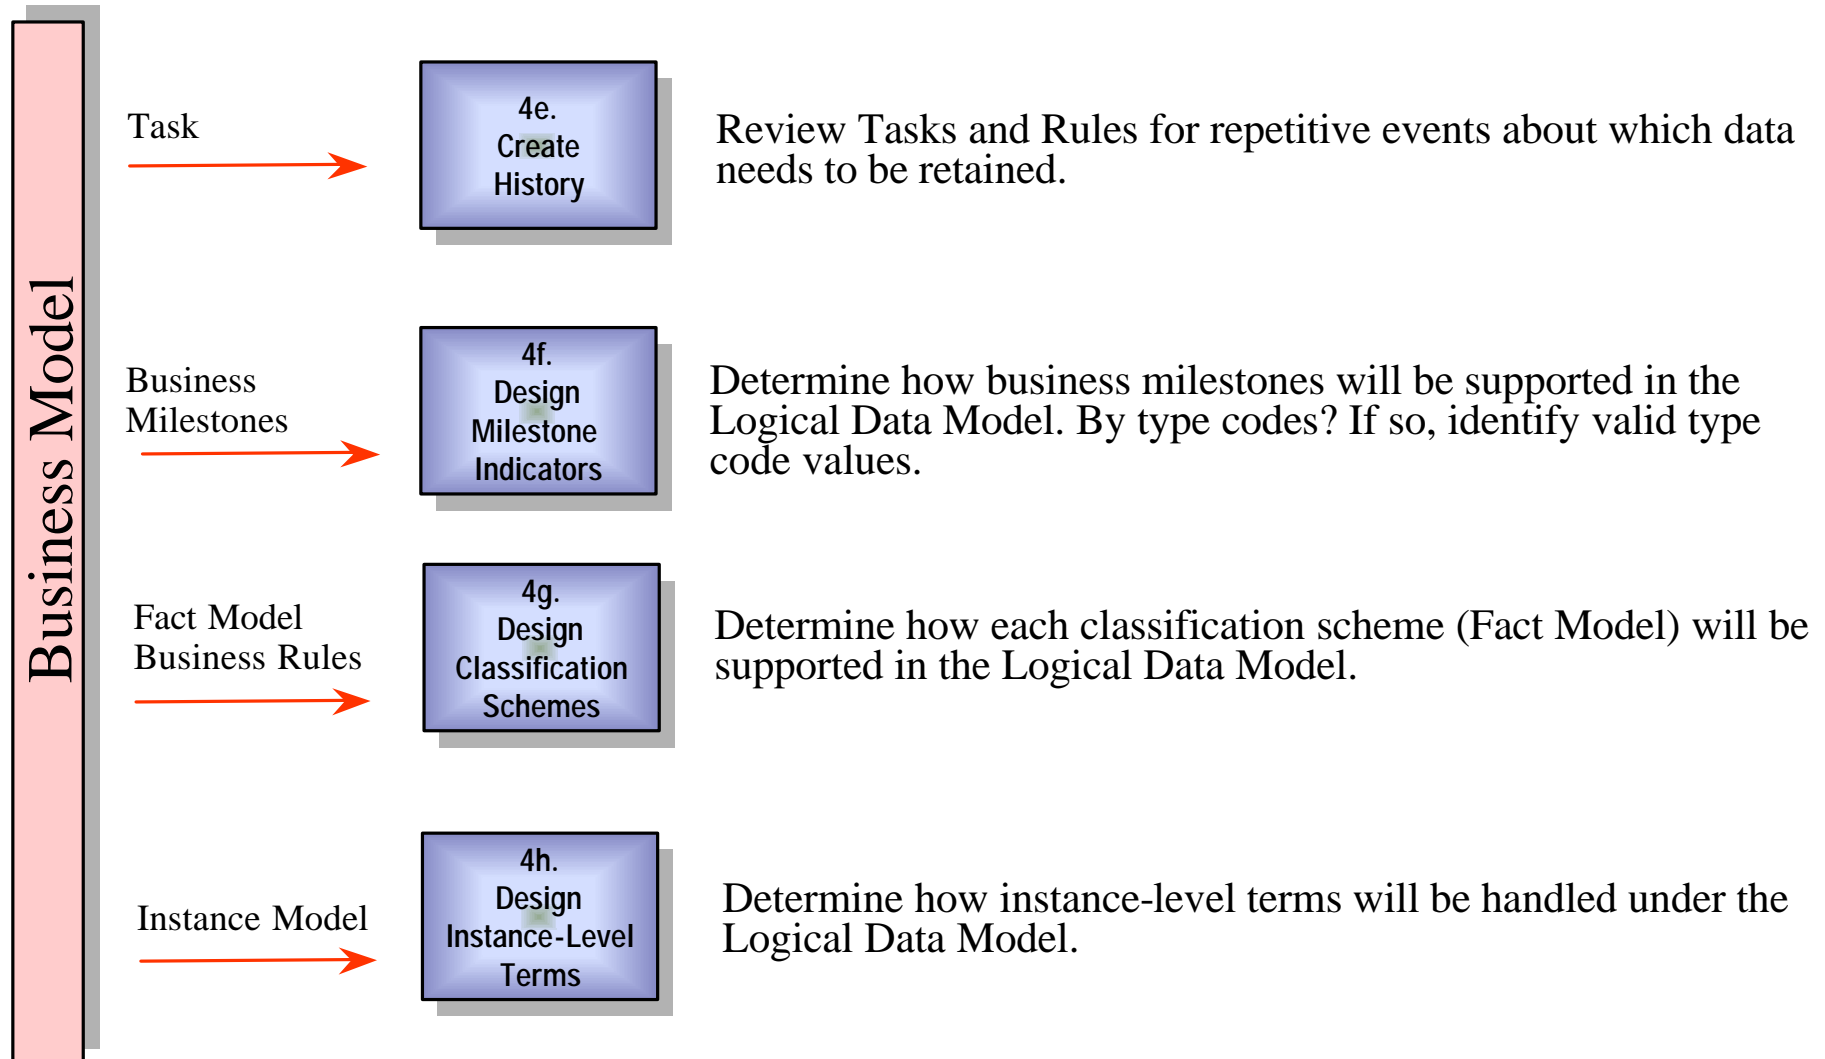 Business Model
Task
4e.
Create
History
Review Tasks and Rules for repetitive events about which data
needs to be retained.
Business
Milestones
4f.
Design
Milestone
Indicators
Determine how business milestones will be supported in the
Logical Data Model. By type codes? If so, identify valid type
code values.
Fact Model
Business Rules
4g.
Design
Classification
Schemes
Determine how each classification scheme (Fact Model) will be
supported in the Logical Data Model.
Instance Model
4h.
Design
Instance-Level
Terms
Determine how instance-level terms will be handled under the
Logical Data Model.